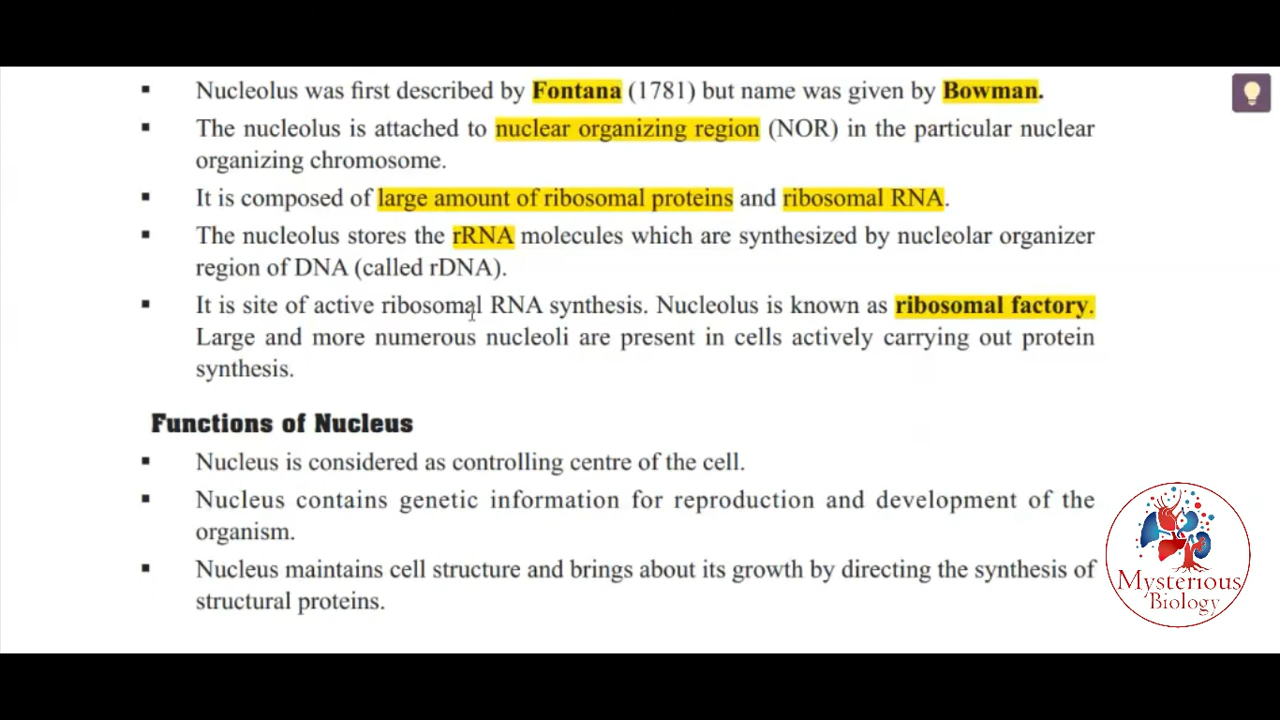 ▪ Nucleolus was first described by Fontana (1781) but name was given by Bowman.
▪ The nucleolus is attached to nuclear organizing region (NOR) in the particular nuclear
organizing chromosome.
▪ It is composed of large amount of ribosomal proteins and ribosomal RNA.
▪ The nucleolus stores the rRNA molecules which are synthesized by nucleolar organizer
region of DNA (called rDNA).
▪ It is site of active ribosomal RNA synthesis. Nucleolus is known as ribosomal factory.
Large and more numerous nucleoli are present in cells actively carrying out protein
synthesis.
Functions of Nucleus
▪ Nucleus is considered as controlling centre of the cell.
▪ Nucleus contains genetic information for reproduction and development of the
organism.
▪ Nucleus maintains cell structure and brings about its growth by directing the synthesis of
structural proteins.
Mysterious
Biology